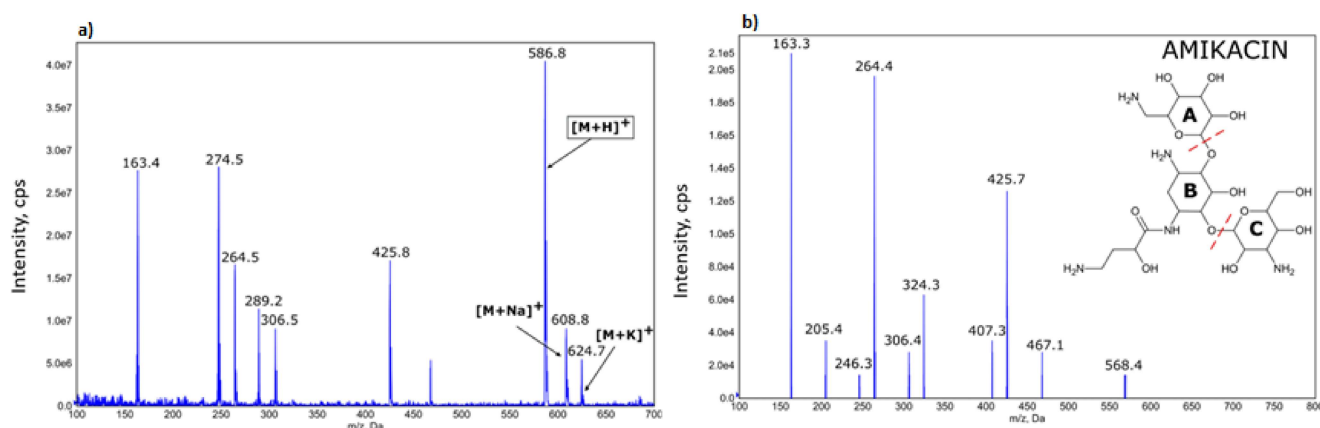 a)
Intensity, cps
4.0e7
3.5e7
3.0e7
2.5e7
2.0e7
1.5e7
1.0e7
5.0e6
0.0
163.4
274.5
264.5
289.2
306.5
425.8
586.8
[M+H]+
[M+Na]+
608.8
[M+K]+
624.7
100 150 200 250 300 350 400 450 500 550 600 650 700
m/z, Da
b)
Intensity, cps
2.1e5
2.0e5
1.8e5
1.6e5
1.4e5
1.2e5
1.0e5
8.0e4
6.0e4
4.0e4
2.0e4
0.0
163.3
205.4
246.3
264.4
306.4
324.3
407.3
425.7
467.1
568.4
100 150 200 250 300 350 400 450 500 550 600 650 700 750 800
m/z, Da
AMIKACIN
HO
OH
H2N
A
OH
O
O
H2N
B
OH
OH
O
NH
O
O
C
OH
H2N
OH
HO
NH2